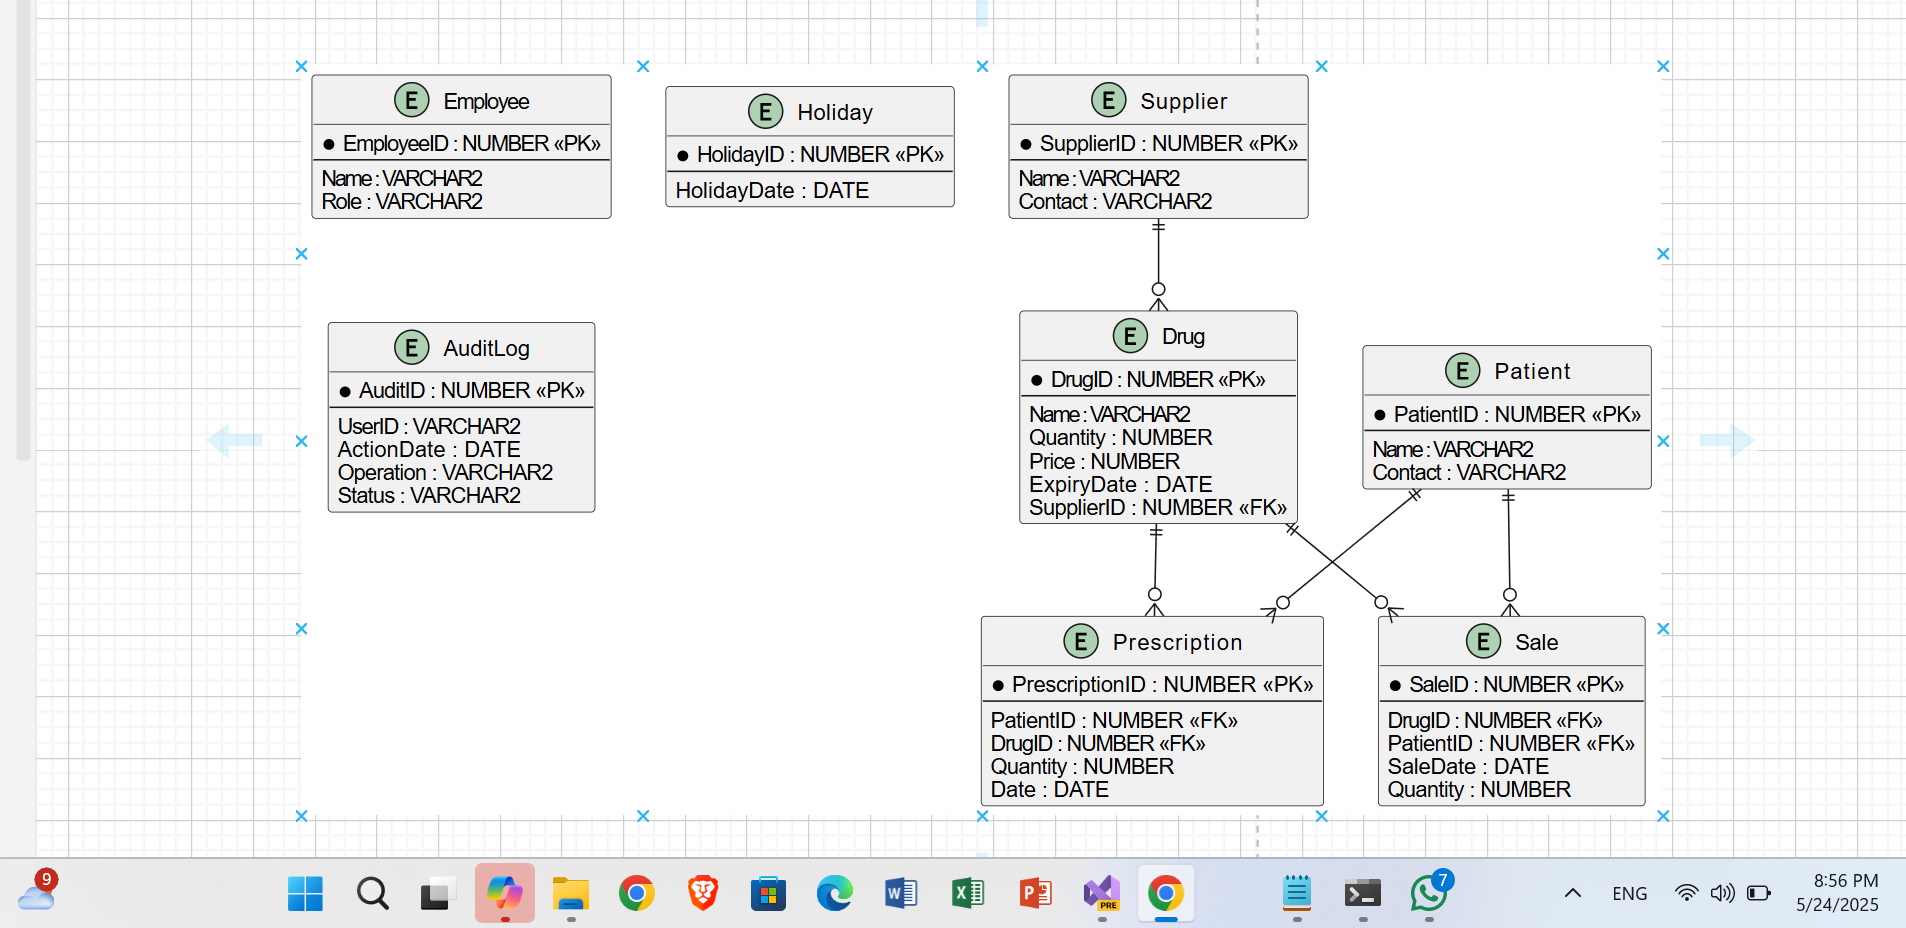 E Employee
● EmployeeID : NUMBER «PK»
Name : VARCHAR2
Role : VARCHAR2
E Holiday
● HolidayID : NUMBER «PK»
HolidayDate : DATE
E Supplier
● SupplierID : NUMBER «PK»
Name : VARCHAR2
Contact : VARCHAR2
E AuditLog
● AuditID : NUMBER «PK»
UserID : VARCHAR2
ActionDate : DATE
Operation : VARCHAR2
Status : VARCHAR2
E Drug
● DrugID : NUMBER «PK»
Name : VARCHAR2
Quantity : NUMBER
Price : NUMBER
ExpiryDate : DATE
SupplierID : NUMBER «FK»
E Patient
● PatientID : NUMBER «PK»
Name : VARCHAR2
Contact : VARCHAR2
E Prescription
● PrescriptionID : NUMBER «PK»
PatientID : NUMBER «FK»
DrugID : NUMBER «FK»
Quantity : NUMBER
Date : DATE
E Sale
● SaleID : NUMBER «PK»
DrugID : NUMBER «FK»
PatientID : NUMBER «FK»
SaleDate : DATE
Quantity : NUMBER
9
W
X
P
PRE
7
ENG
8:56 PM
5/24/2025